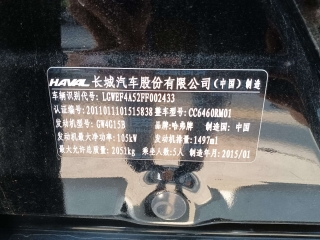 HAVAL 长城汽车股份有限公司(中国)制造
车辆识别代号: LGWEF4A52FF002433
认证编号: 2011011101515838 整车型号: CC6460RM01
发动机型号: GW4G15B 品牌: 哈弗牌 制造国: 中国
发动机最大净功率: 105kW 发动机排量: 1497ml
最大允许总质量: 2051kg 乘坐人数: 5人 制造年月: 2015/01